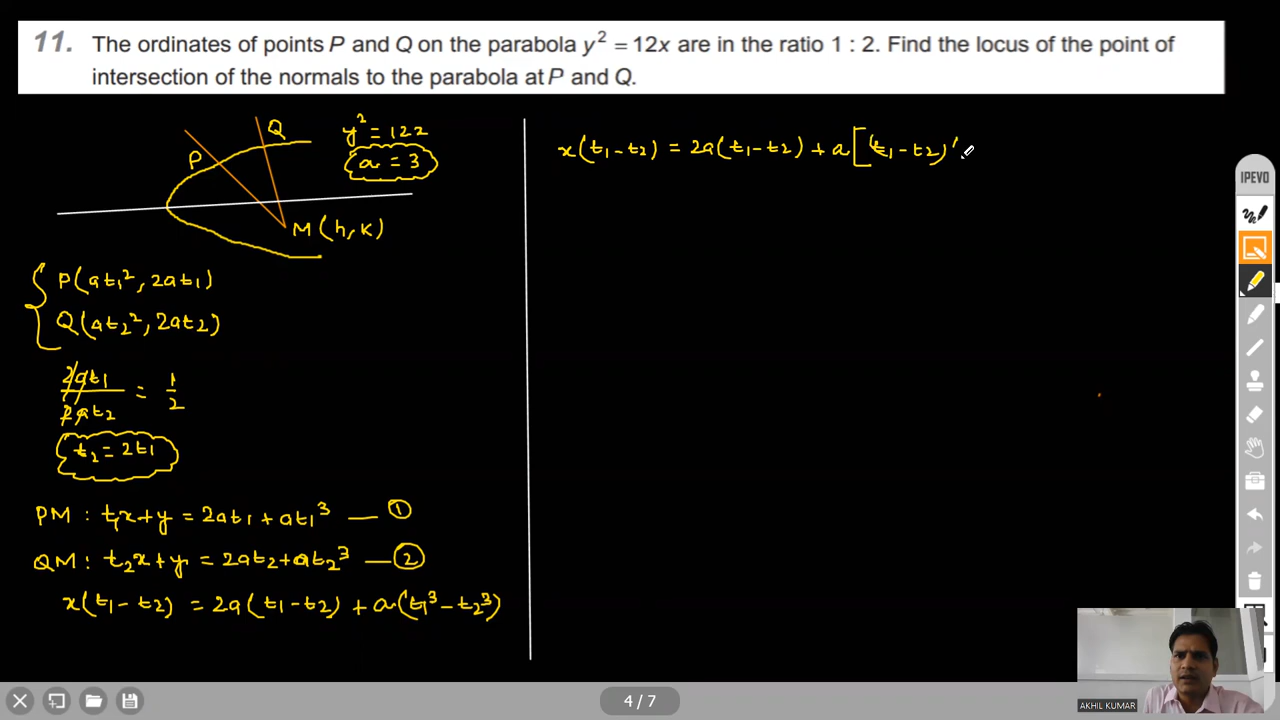 11. The ordinates of points P and Q on the parabola y² = 12x are in the ratio 1 : 2. Find the locus of the point of
intersection of the normals to the parabola at P and Q.
Q
P
y² = 12x
a = 3
M(h,K)
P(at₁², 2at₁)
Q(at₂², 2at₂)
2at₁/2at₂ = 1/2
t₂ = 2t₁
PM : t₁x+y = 2at₁ + at₁³ — ①
QM : t₂x+y = 2at₂+at₂³ — ②
x(t₁-t₂) = 2a(t₁-t₂) + a(t₁³-t₂³)
x(t₁-t₂) = 2a(t₁-t₂) + a[(t₁-t₂)
IPEVO
4 / 7
AKHIL KUMAR